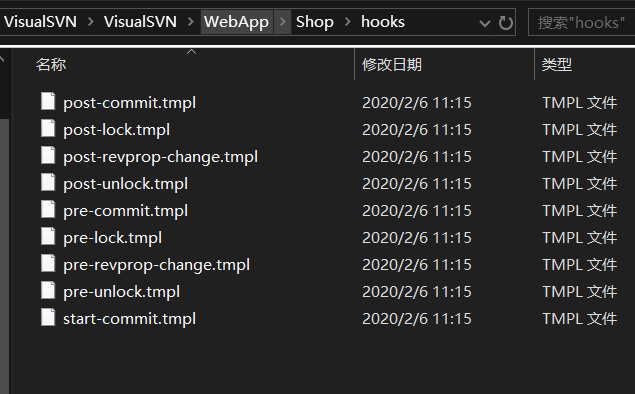 VisualSVN > VisualSVN > WebApp > Shop > hooks 搜索"hooks"
名称 修改日期 类型
post-commit.tmpl 2020/2/6 11:15 TMPL 文件
post-lock.tmpl 2020/2/6 11:15 TMPL 文件
post-revprop-change.tmpl 2020/2/6 11:15 TMPL 文件
post-unlock.tmpl 2020/2/6 11:15 TMPL 文件
pre-commit.tmpl 2020/2/6 11:15 TMPL 文件
pre-lock.tmpl 2020/2/6 11:15 TMPL 文件
pre-revprop-change.tmpl 2020/2/6 11:15 TMPL 文件
pre-unlock.tmpl 2020/2/6 11:15 TMPL 文件
start-commit.tmpl 2020/2/6 11:15 TMPL 文件